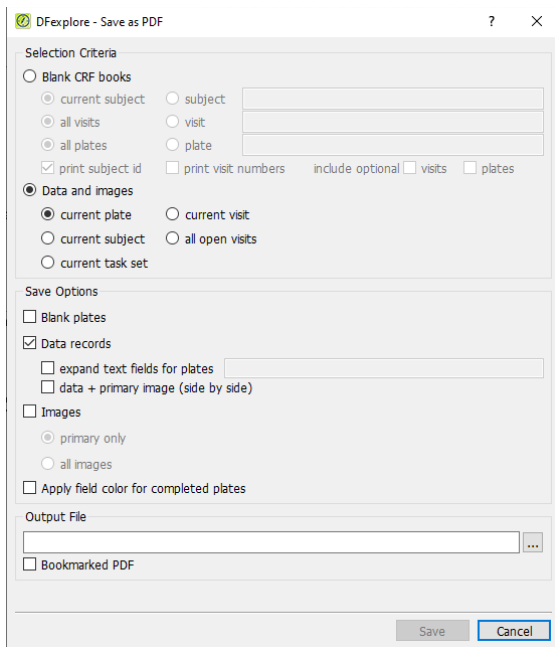 DFexplore - Save as PDF ? ×
Selection Criteria
Blank CRF books
current subject subject
all visits visit
all plates plate
print subject id print visit numbers include optional visits plates
Data and images
current plate current visit
current subject all open visits
current task set
Save Options
Blank plates
Data records
expand text fields for plates
data + primary image (side by side)
Images
primary only
all images
Apply field color for completed plates
Output File
...
Bookmarked PDF
Save Cancel